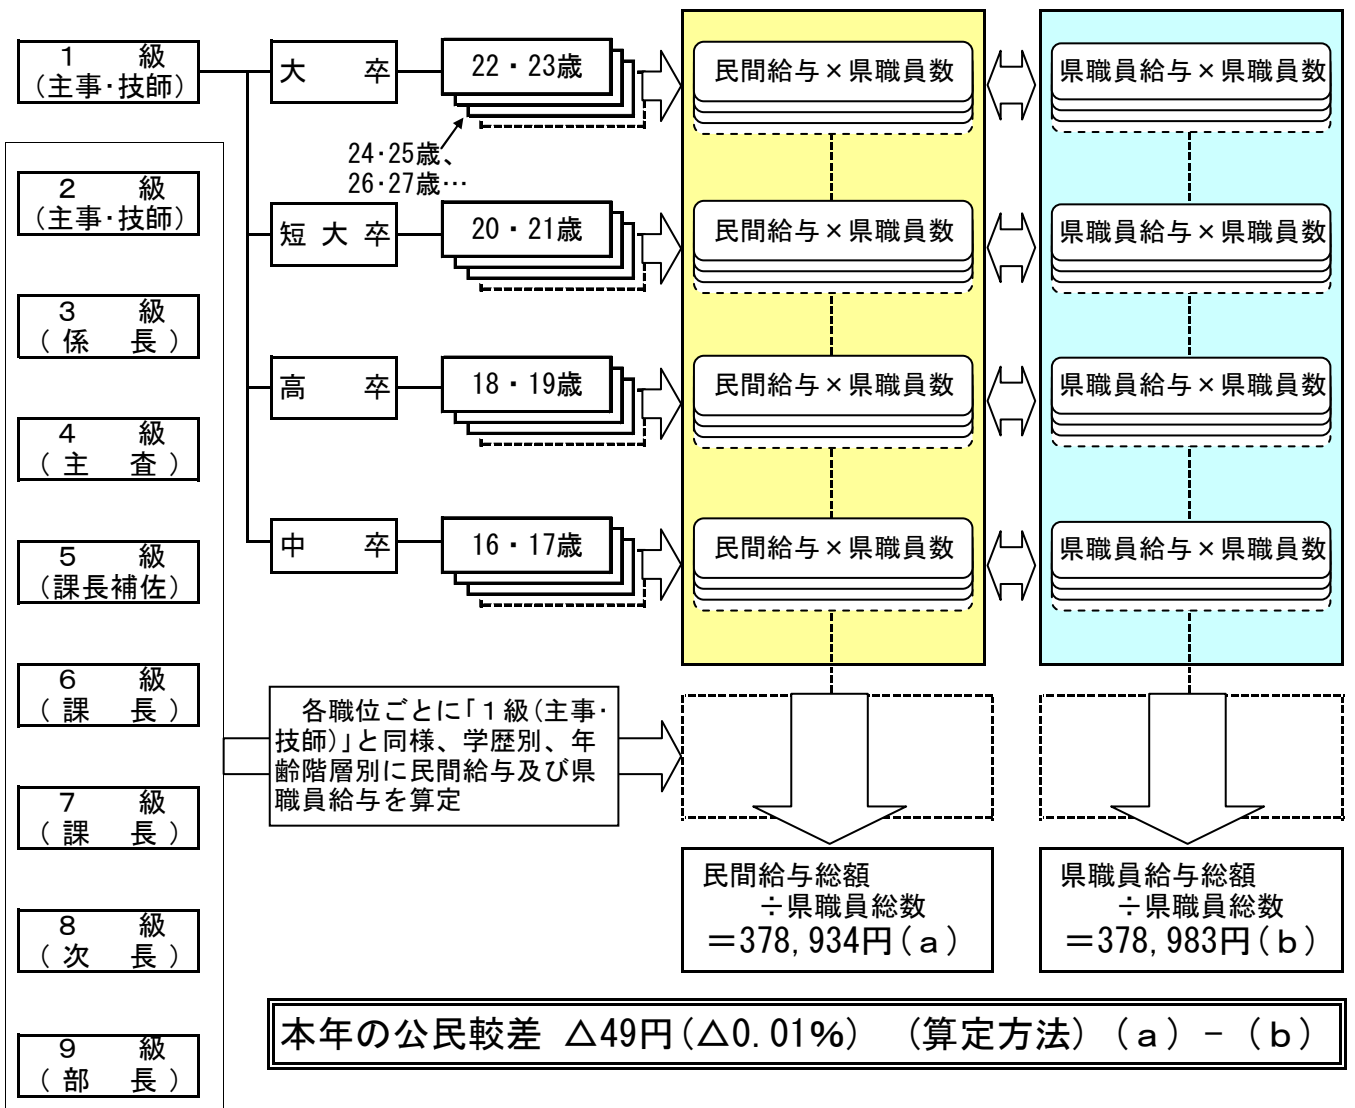 １　級
(主事･技師)
大　卒
22・23歳
民間給与×県職員数
県職員給与×県職員数
24･25歳、
26･27歳…
２　級
(主事･技師)
短大卒
20・21歳
民間給与×県職員数
県職員給与×県職員数
３　級
(係　長)
高　卒
18・19歳
民間給与×県職員数
県職員給与×県職員数
４　級
(主　査)
中　卒
16・17歳
民間給与×県職員数
県職員給与×県職員数
５　級
(課長補佐)
６　級
(課　長)
各職位ごとに｢１級(主事･
技師)｣と同様、学歴別、年
齢階層別に民間給与及び県
職員給与を算定
７　級
(課　長)
８　級
(次　長)
９　級
(部　長)
民間給与総額
÷県職員総数
＝378,934円(ａ)
県職員給与総額
÷県職員総数
＝378,983円(ｂ)
本年の公民較差 △49円(△0.01%) (算定方法) (ａ) − (ｂ)